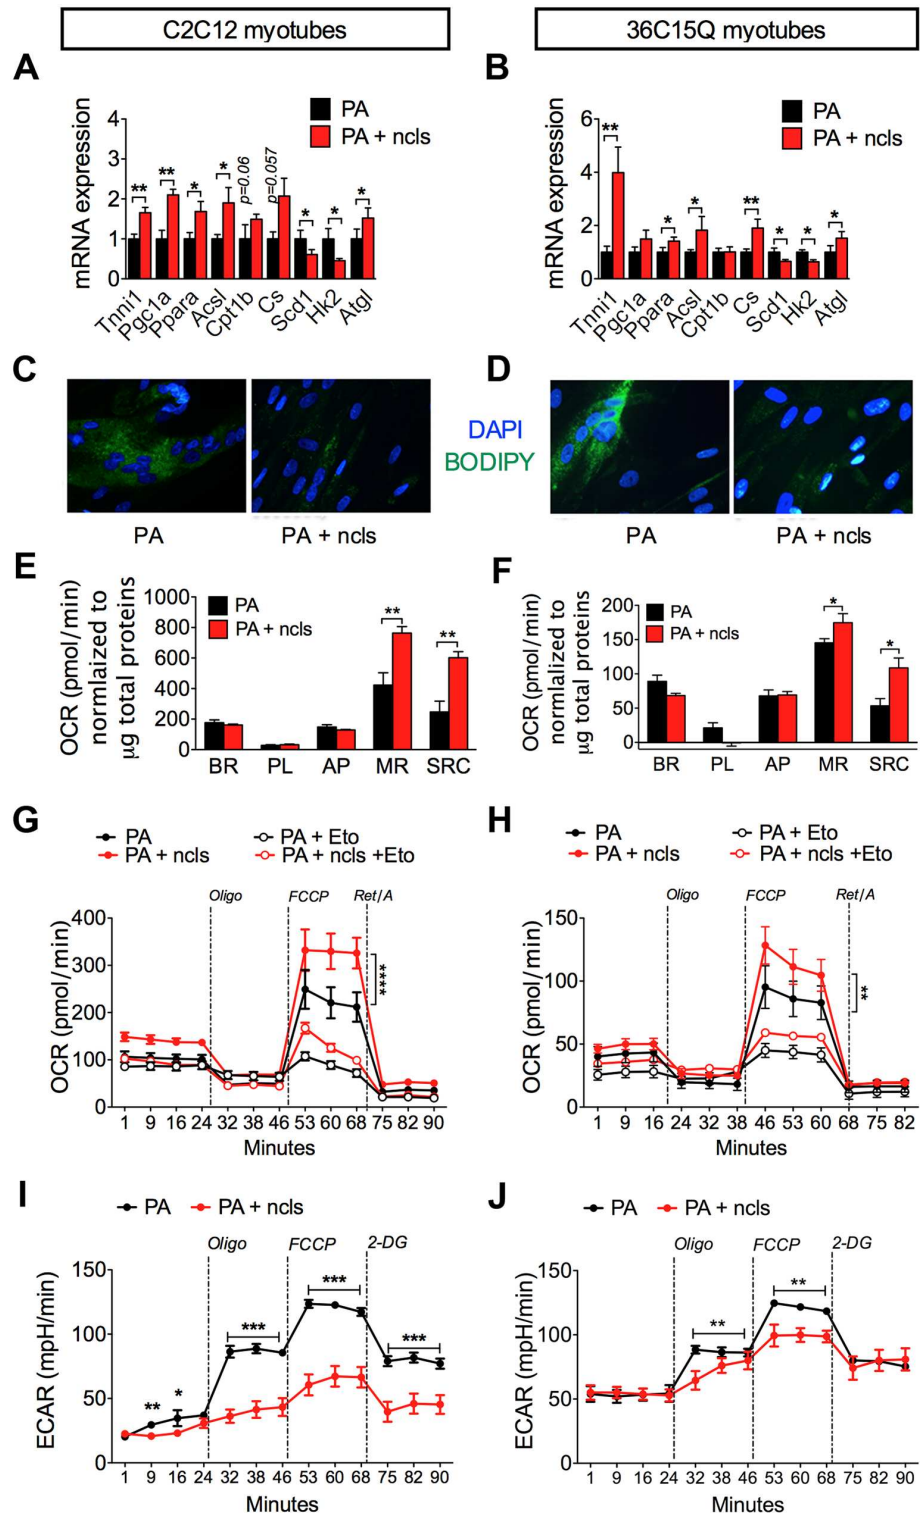 C2C12 myotubes
36C15Q myotubes
A
PA
PA + ncls
mRNA expression
4
3
2
1
0
** ** * * p=0.06 p=0.057 * * *
Tnni1 Pgc1a Ppara Acsl Cpt1b Cs Scd1 Hk2 Atgl
B
PA
PA + ncls
mRNA expression
6
4
2
0
** * * ** * * *
Tnni1 Pgc1a Ppara Acsl Cpt1b Cs Scd1 Hk2 Atgl
C
PA
PA + ncls
DAPI
BODIPY
D
PA
PA + ncls
E
OCR (pmol/min)
normlaized to
µg total proteins
1000
800
600
400
200
0
PA
PA + ncls
** **
BR PL AP MR SRC
F
OCR (pmol/min)
normlaized to
µg total proteins
200
150
100
50
0
PA
PA + ncls
* *
BR PL AP MR SRC
G
PA PA + Eto
PA + ncls PA + ncls +Eto
Oligo FCCP Ret/A
OCR (pmol/min)
400
300
200
100
0
****
1 9 16 24 32 38 46 53 60 68 75 82 90
Minutes
H
PA PA + Eto
PA + ncls PA + ncls +Eto
Oligo FCCP Ret/A
OCR (pmol/min)
150
100
50
0
**
1 9 16 24 32 38 46 53 60 68 75 82
Minutes
I
PA PA + ncls
Oligo FCCP 2-DG
ECAR (mpH/min)
150
100
50
0
** * *** *** ***
1 9 16 24 32 38 46 53 60 68 75 82 90
Minutes
J
PA PA + ncls
Oligo FCCP 2-DG
ECAR (mpH/min)
150
100
50
0
** **
1 9 16 24 32 38 46 53 60 68 75 82 90
Minutes